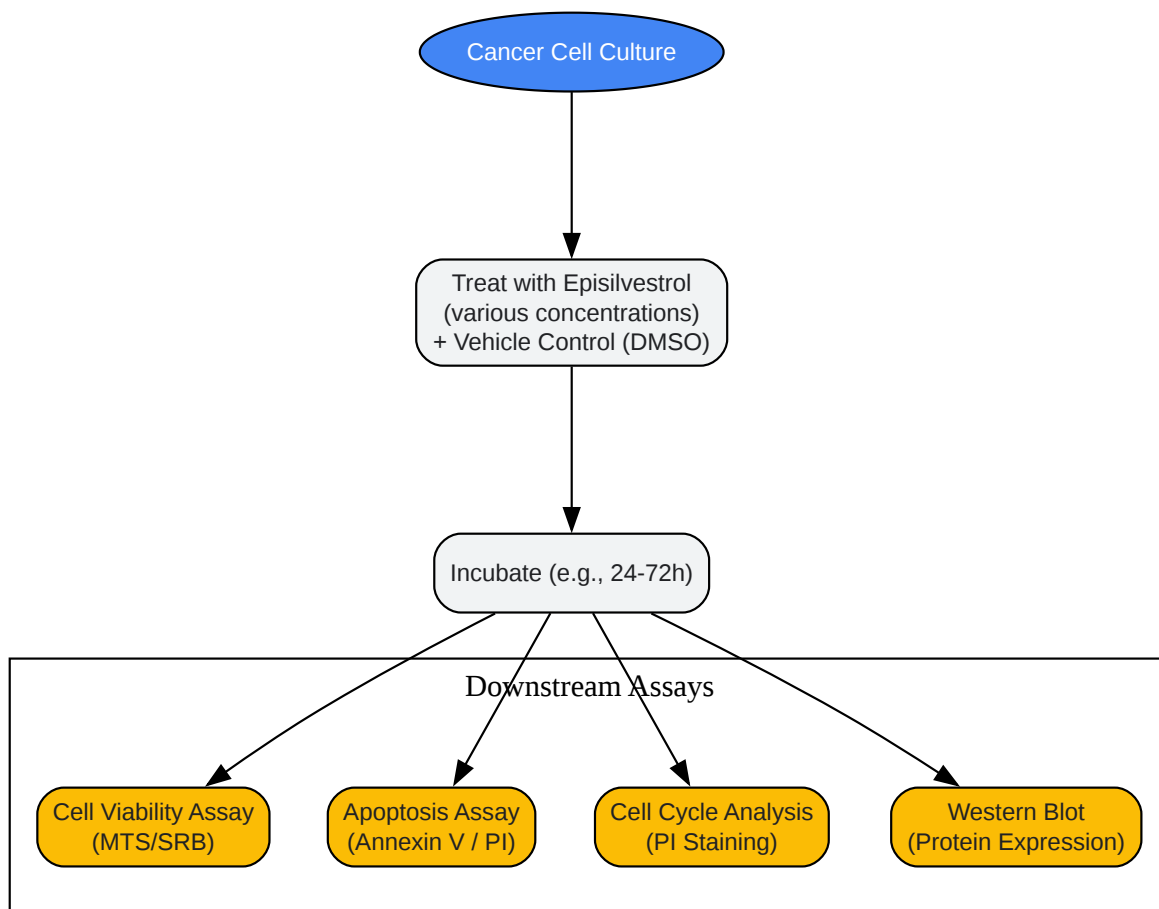 Cancer Cell Culture
Treat with Episilvestrol
(various concentrations)
+ Vehicle Control (DMSO)
Incubate (e.g., 24-72h)
Downstream Assays
Cell Viability Assay
(MTS/SRB)
Apoptosis Assay
(Annexin V / PI)
Cell Cycle Analysis
(PI Staining)
Western Blot
(Protein Expression)